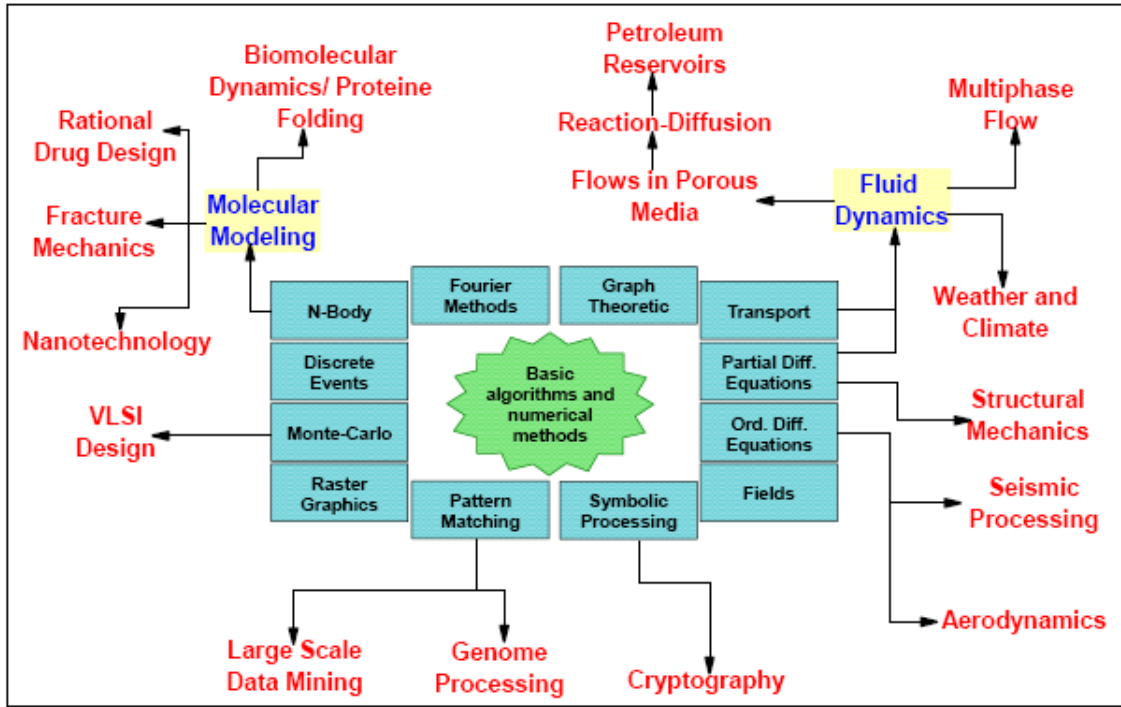 Biomolecular
Dynamics/ Proteine
Folding
Petroleum
Reservoirs
Multiphase
Flow
Rational
Drug Design
Reaction-Diffusion
Molecular
Modeling
Flows in Porous
Media
Fluid
Dynamics
Fracture
Mechanics
Nanotechnology
N-Body
Fourier
Methods
Graph
Theoretic
Transport
Weather and
Climate
Discrete
Events
Basic
algorithms and
numerical
methods
Partial Diff.
Equations
Structural
Mechanics
VLSI
Design
Monte-Carlo
Ord. Diff.
Equations
Raster
Graphics
Pattern
Matching
Symbolic
Processing
Fields
Seismic
Processing
Aerodynamics
Large Scale
Data Mining
Genome
Processing
Cryptography